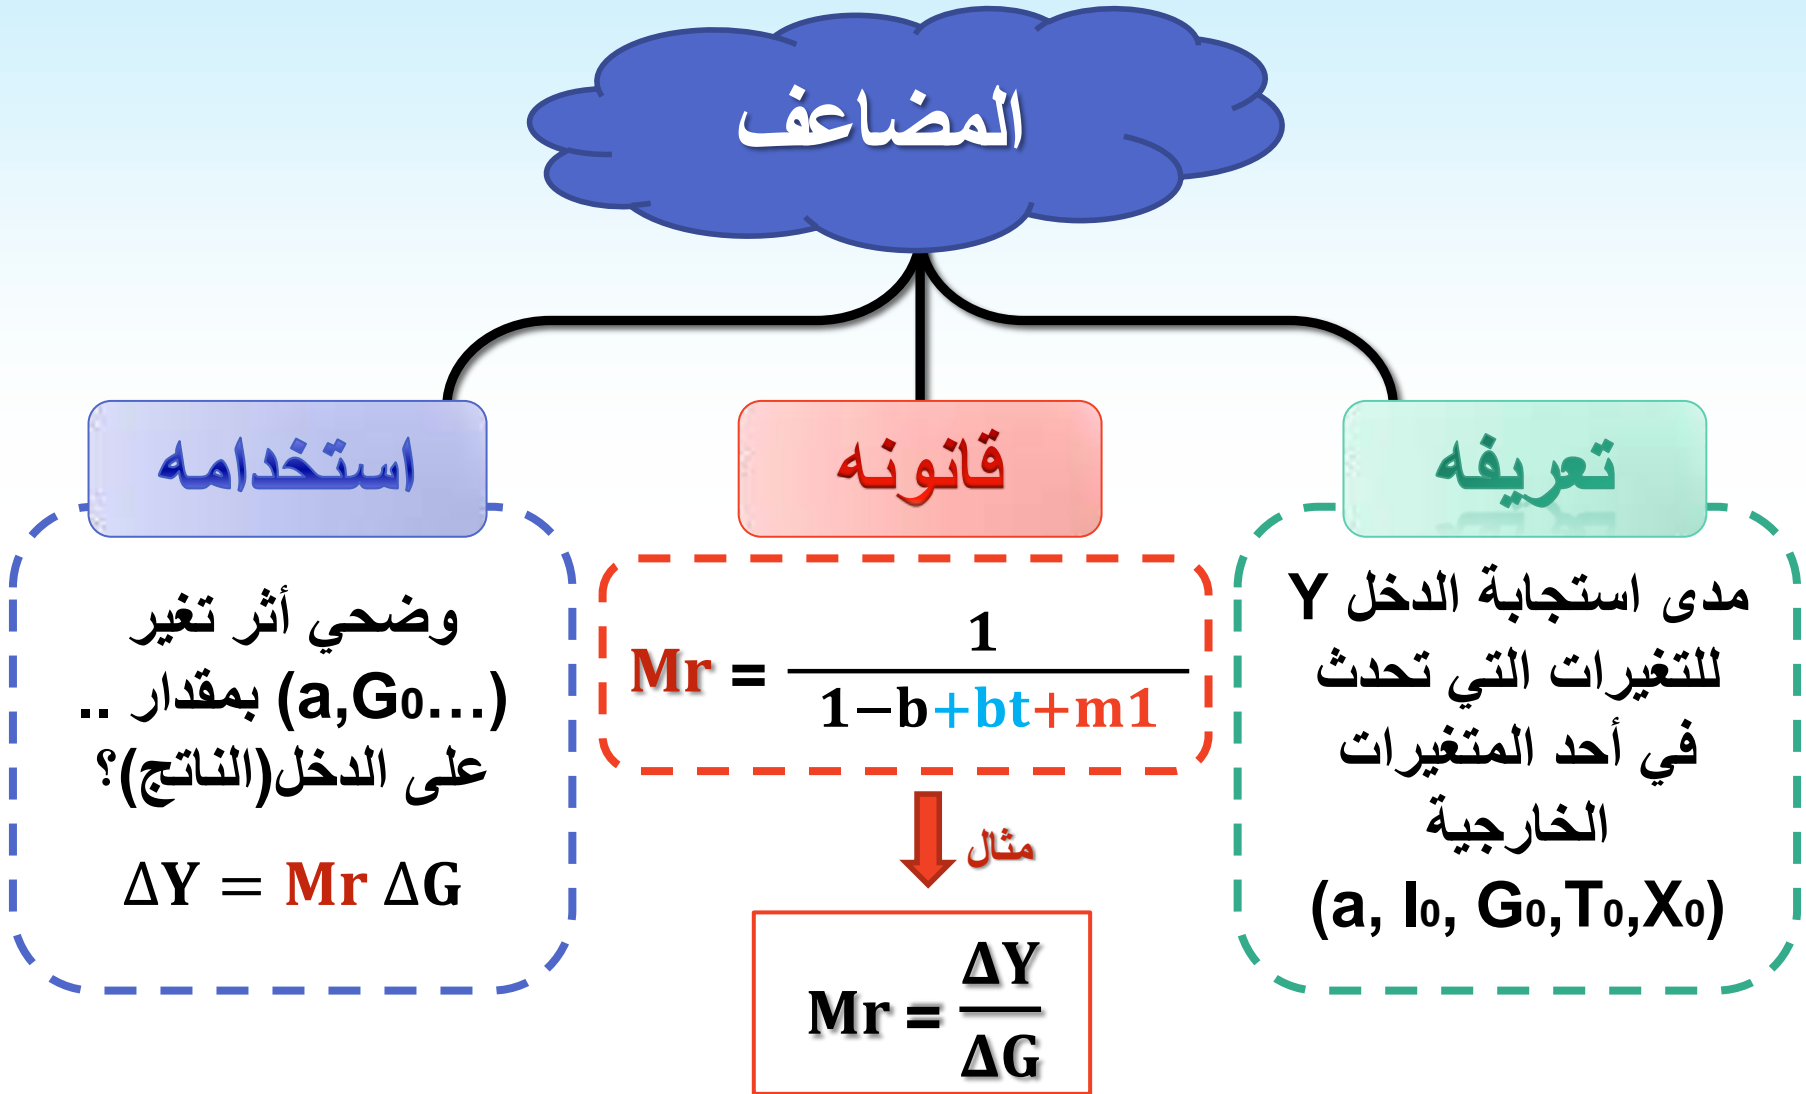 المضاعف
تعريفه
مدى استجابة الدخل Y
للتغيرات التي تحدث
في أحد المتغيرات
الخارجية
(a, I₀, G₀,T₀,X₀)
قانونه
Mr = 1 / (1−b+bt+m1)
مثال
Mr = ΔY / ΔG
استخدامه
وضحي أثر تغير
(a,G₀...) بمقدار ..
على الدخل(الناتج)؟
ΔY = Mr ΔG